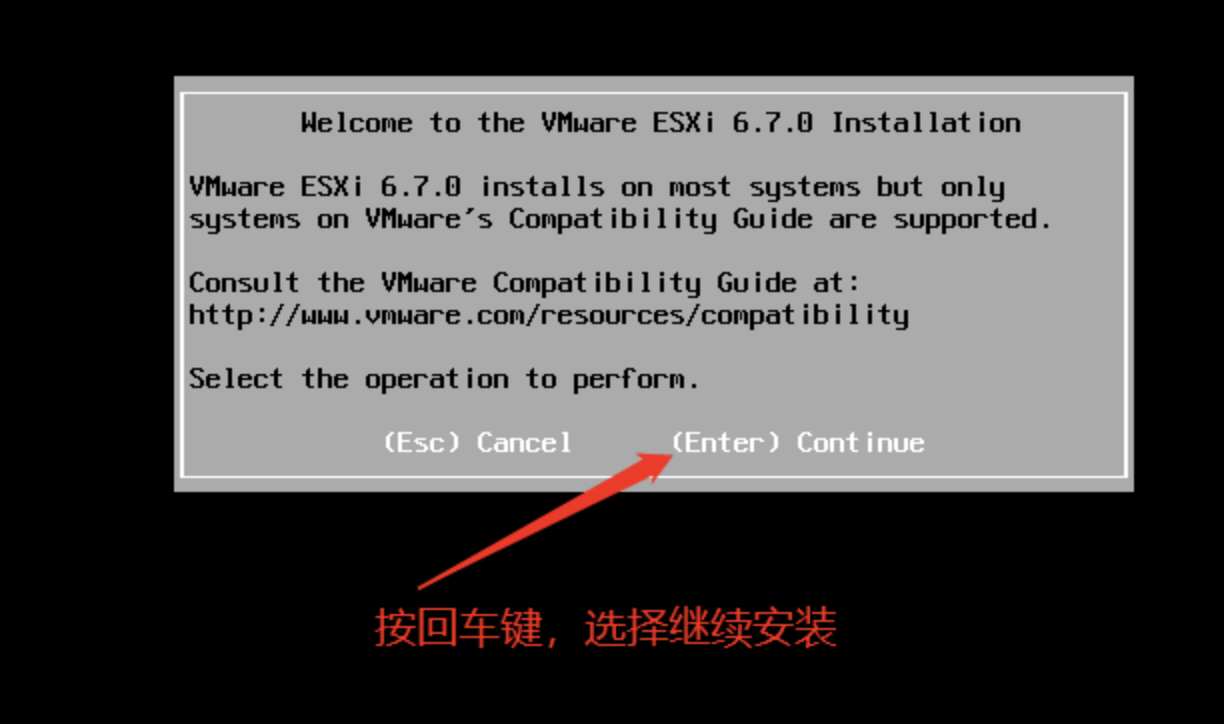 Welcome to the VMware ESXi 6.7.0 Installation
VMware ESXi 6.7.0 installs on most systems but only
systems on VMware's Compatibility Guide are supported.
Consult the VMware Compatibility Guide at:
http://www.vmware.com/resources/compatibility
Select the operation to perform.
(Esc) Cancel (Enter) Continue
按回车键，选择继续安装